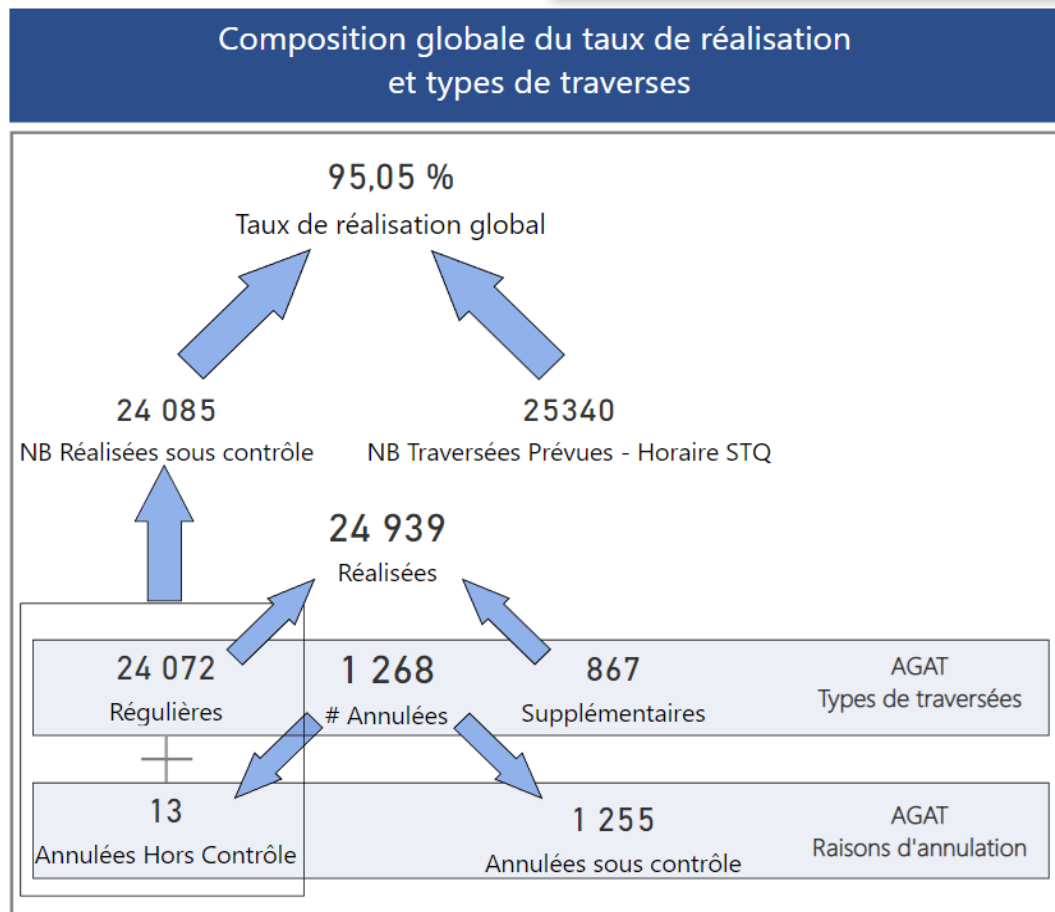 Composition globale du taux de réalisation
et types de traverses
95,05 %
Taux de réalisation global
24 085
NB Réalisées sous contrôle
25340
NB Traversées Prévues - Horaire STQ
24 939
Réalisées
24 072
Régulières
1 268
# Annulées
867
Supplémentaires
AGAT
Types de traversées
13
Annulées Hors Contrôle
1 255
Annulées sous contrôle
AGAT
Raisons d'annulation